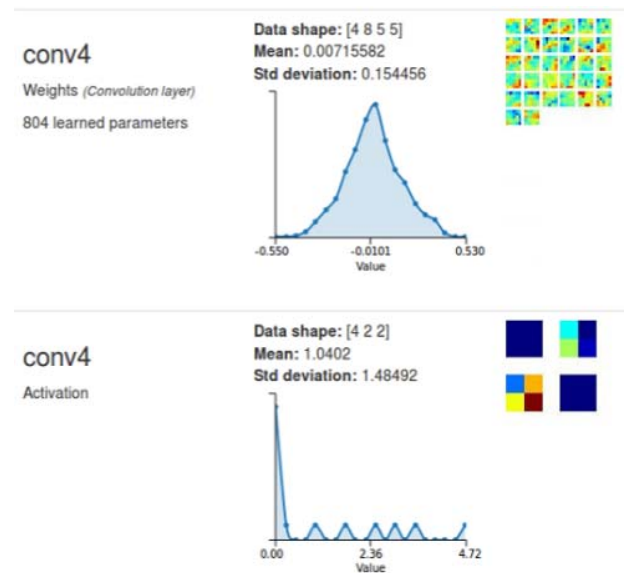 conv4
Weights (Convolution layer)
804 learned parameters
Data shape: [4 8 5 5]
Mean: 0.00715582
Std deviation: 0.154456
-0.550 -0.0101 0.530
Value
conv4
Activation
Data shape: [4 2 2]
Mean: 1.0402
Std deviation: 1.48492
0.00 2.36 4.72
Value